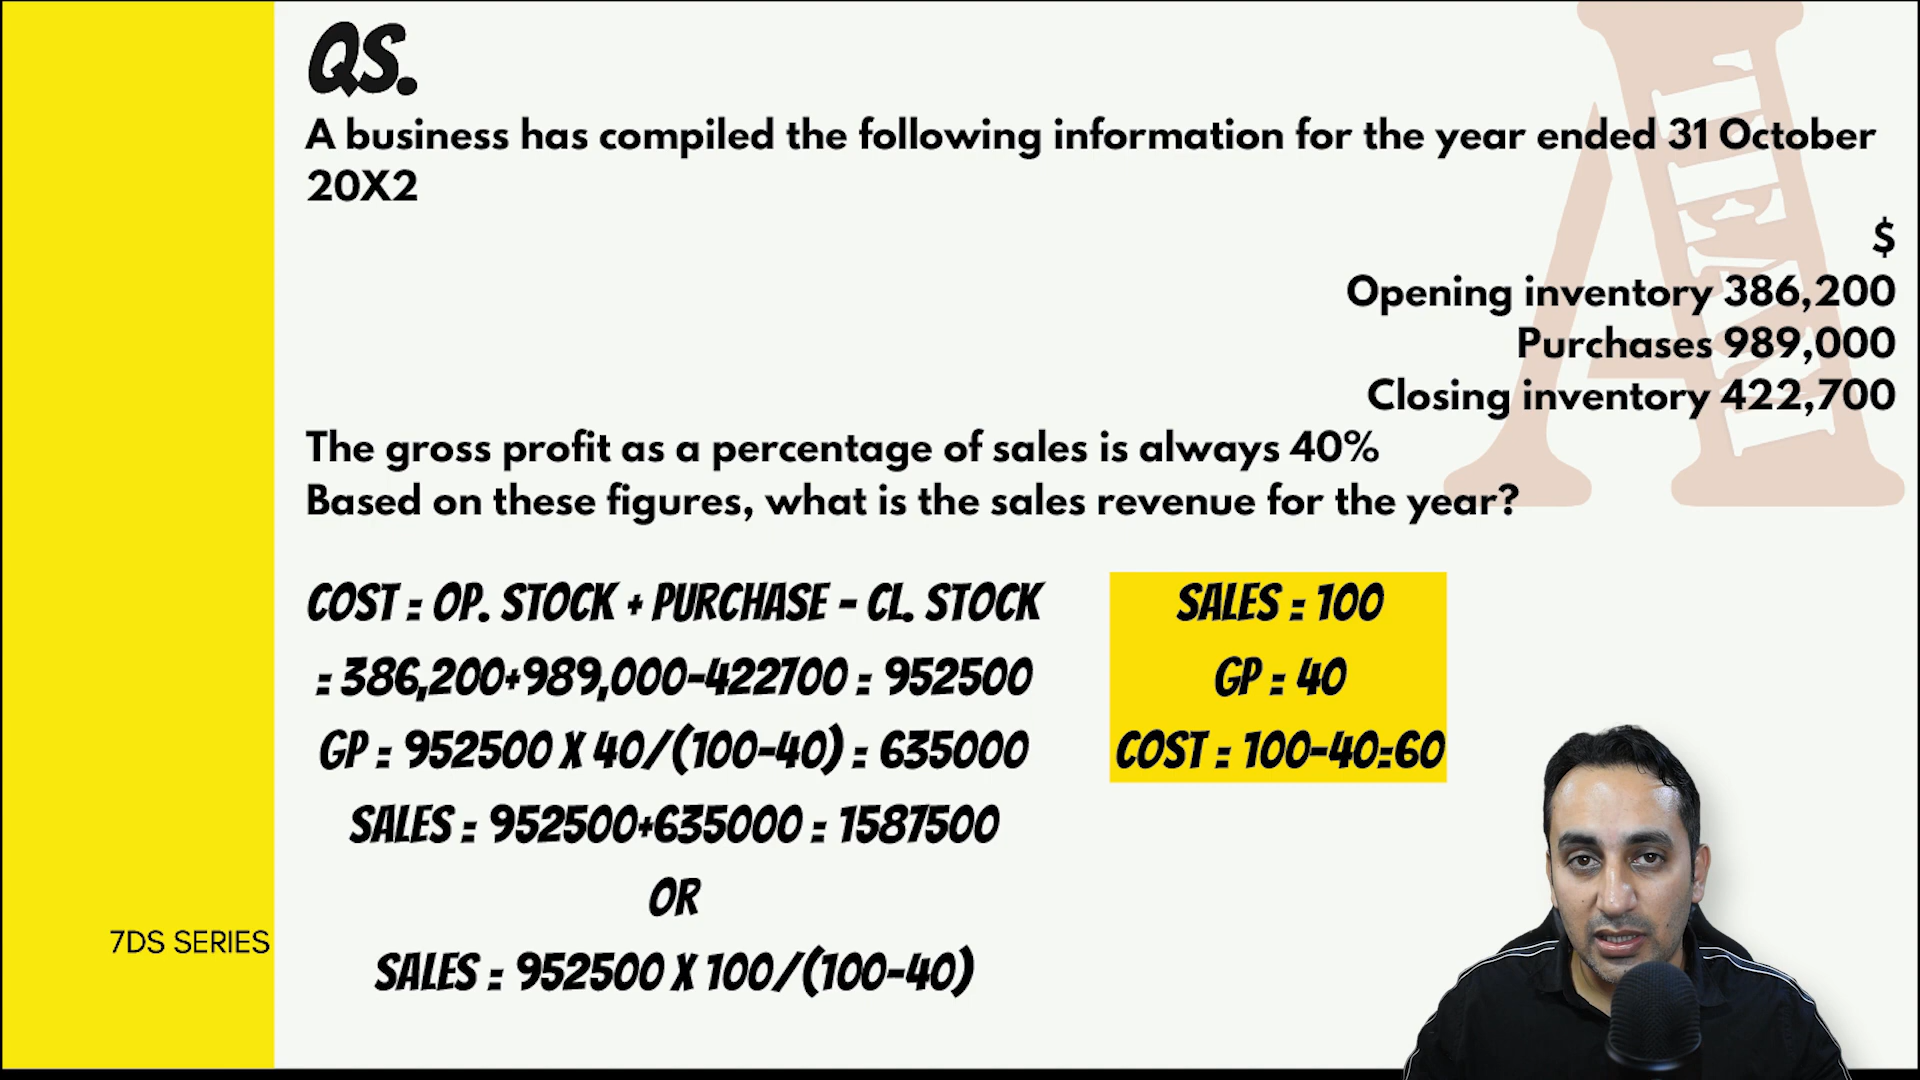 QS.
A business has compiled the following information for the year ended 31 October
20X2
$
Opening inventory 386,200
Purchases 989,000
Closing inventory 422,700
The gross profit as a percentage of sales is always 40%
Based on these figures, what is the sales revenue for the year?
COST = OP. STOCK + PURCHASE - CL. STOCK
= 386,200+989,000-422700 = 952500
GP = 952500 X 40/(100-40) = 635000
SALES = 952500+635000 = 1587500
OR
SALES = 952500 X 100/(100-40)
SALES = 100
GP = 40
COST = 100-40=60
7DS SERIES